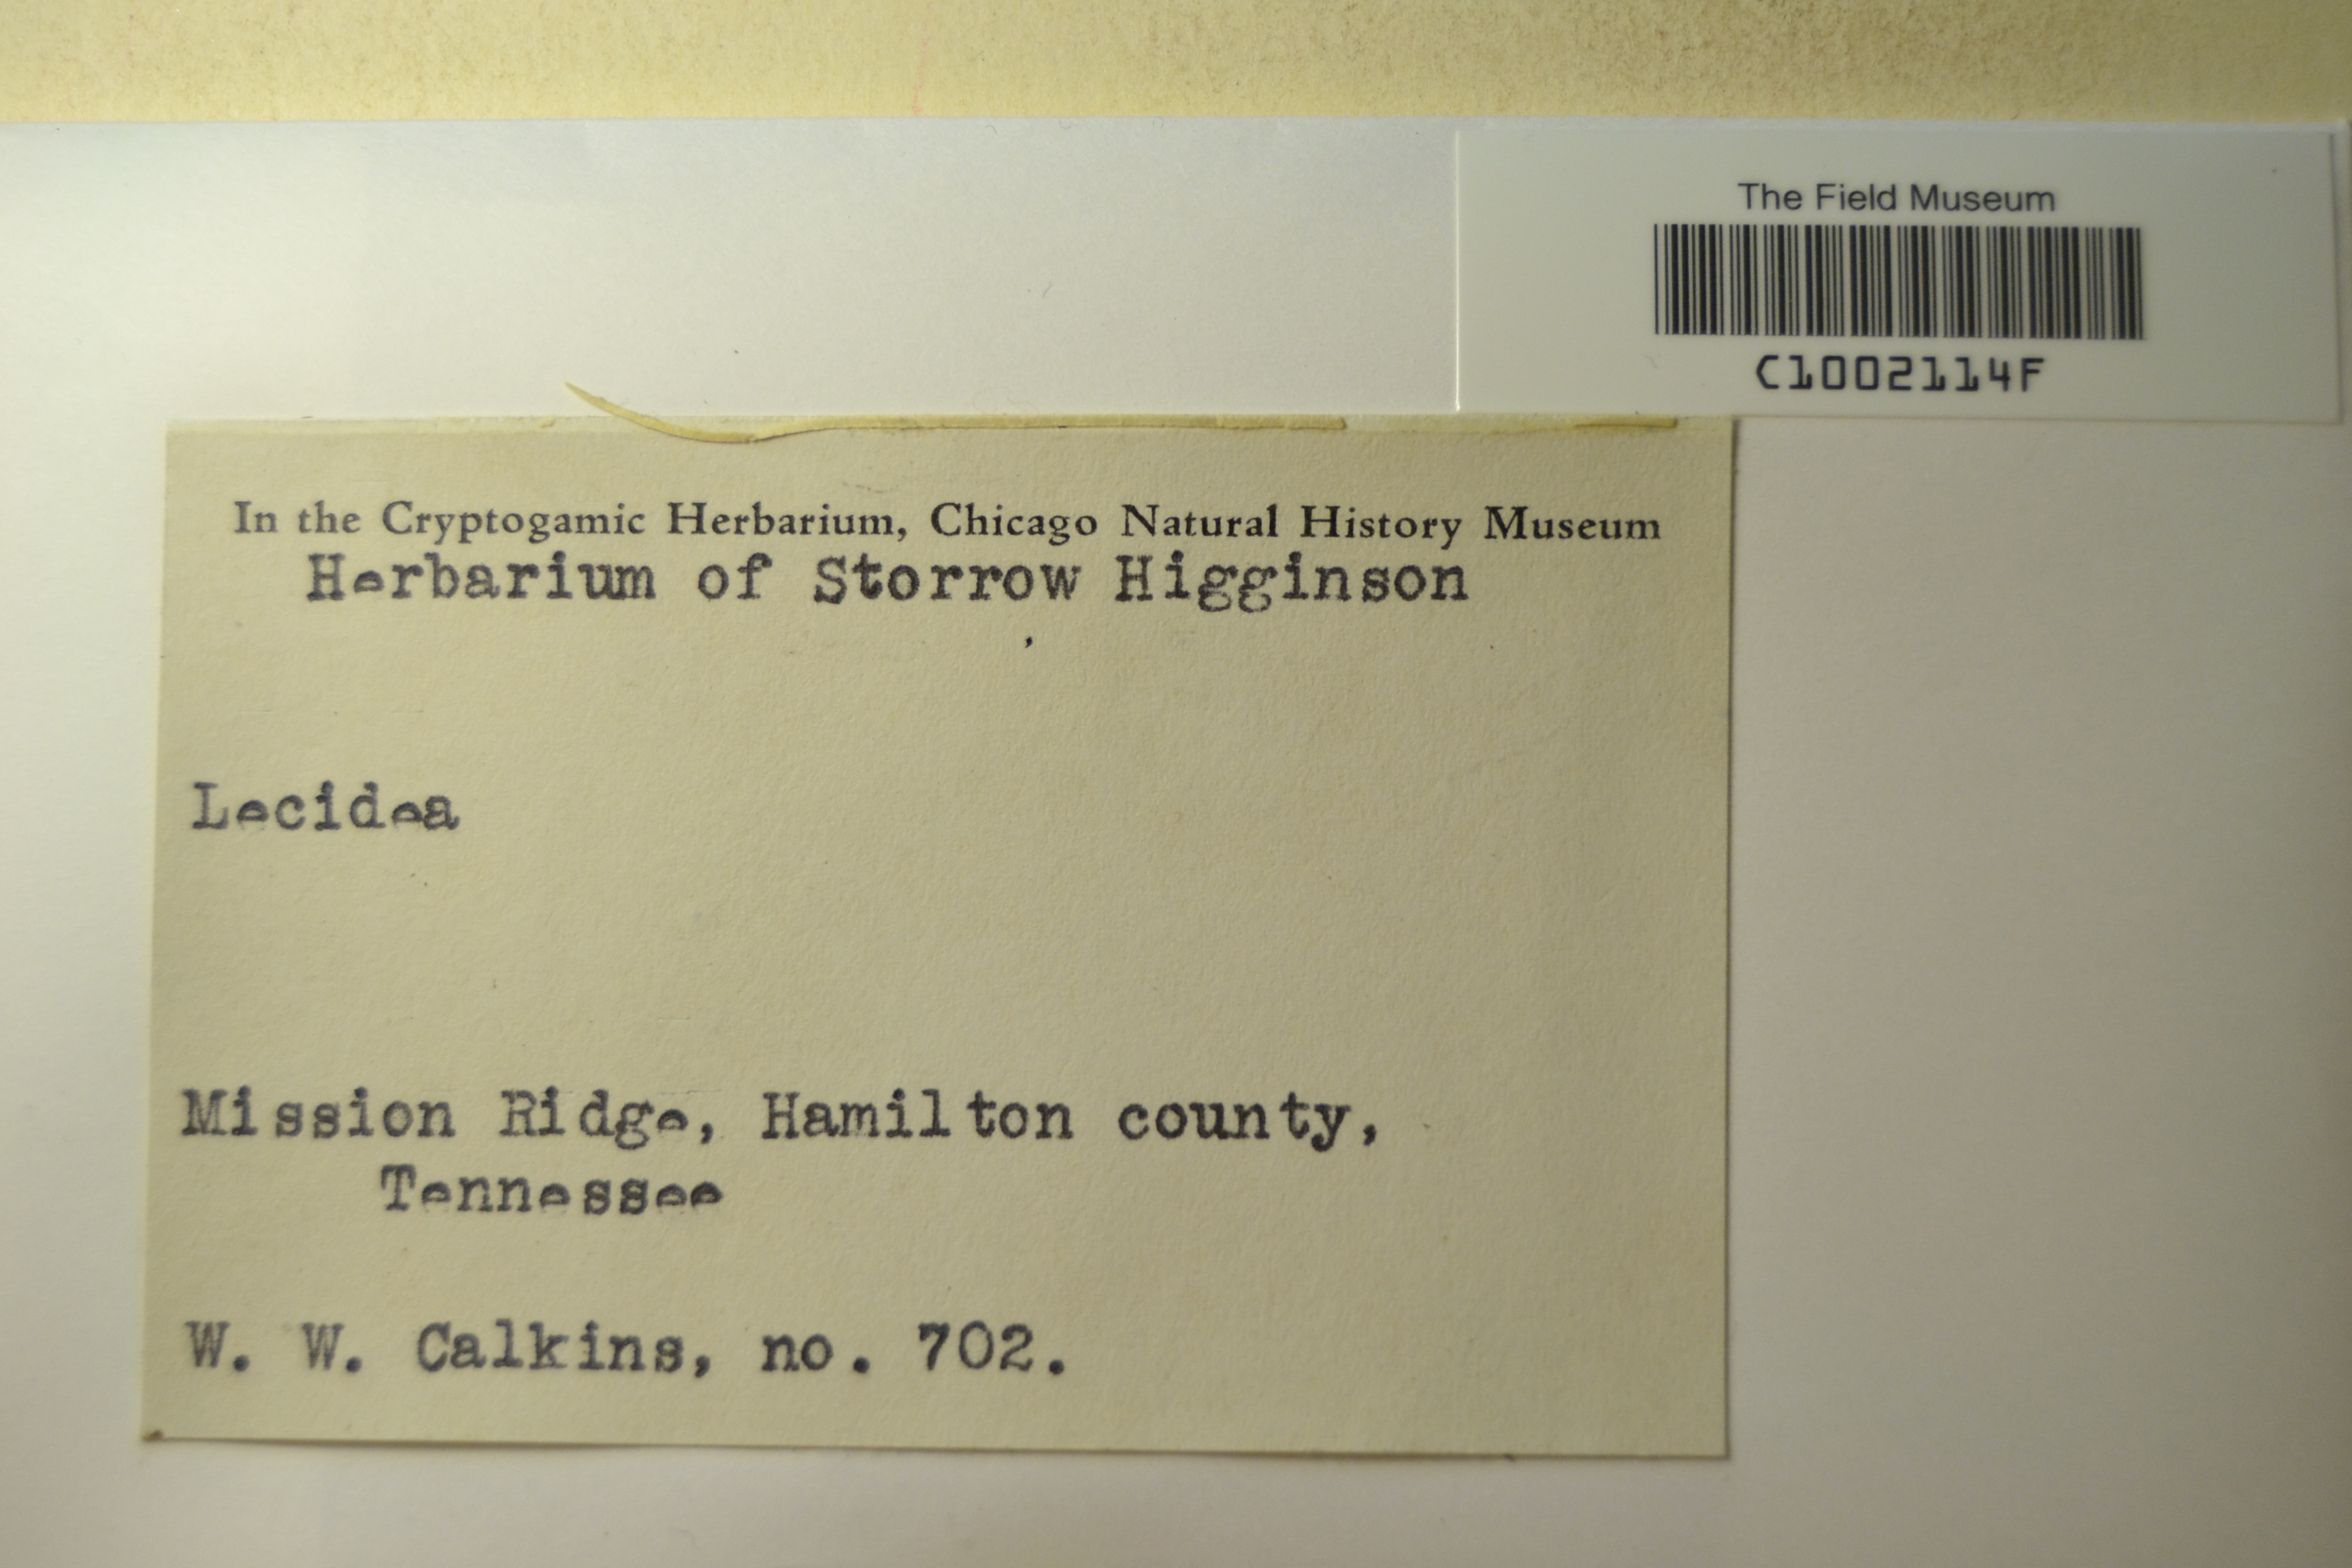 The Field Museum
C1002114F
In the Cryptogamic Herbarium, Chicago Natural History Museum
Herbarium of Storrow Higginson
Lecidea
Mission Ridge, Hamilton county,
Tennessee
W. W. Calkins, no. 702.